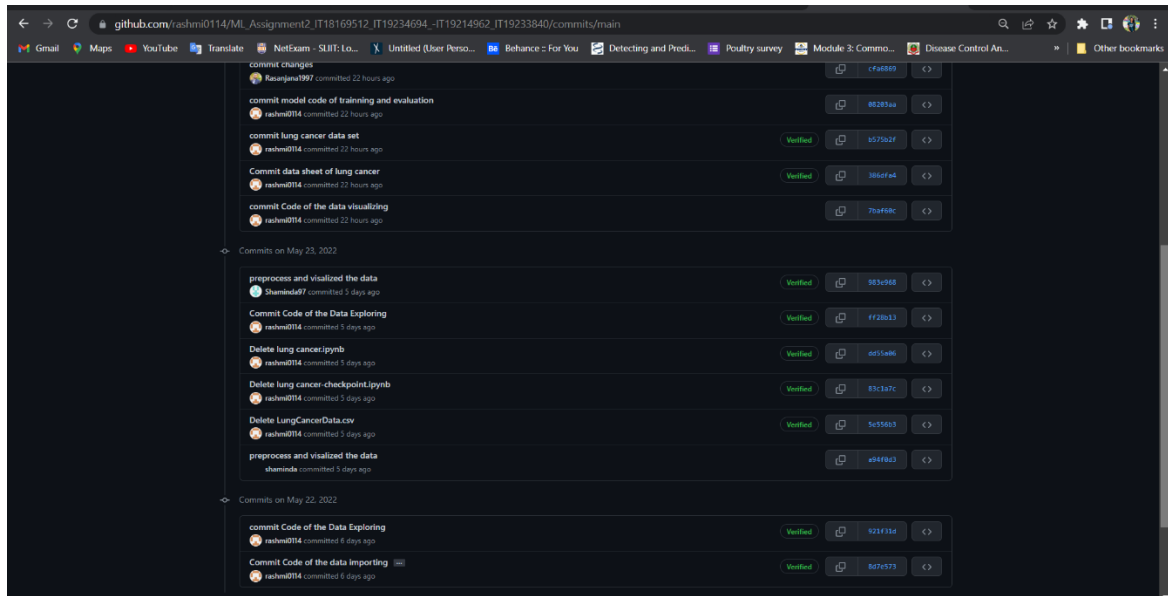 github.com/rashmi0114/ML_Assignment2_IT18169512_IT19234694_-IT19214962_IT19233840/commits/main
Gmail Maps YouTube Translate NetExam - SLIIT: Lo... Untitled (User Perso... Behance :: For You Detecting and Predi... Poultry survey Module 3: Commo... Disease Control An... » Other bookmarks
commit changes
Rasanjana1997 committed 22 hours ago
cfa6869
commit model code of trainning and evaluation
rashmi0114 committed 22 hours ago
08203aa
commit lung cancer data set
rashmi0114 committed 22 hours ago
Verified b575b2f
Commit data sheet of lung cancer
rashmi0114 committed 22 hours ago
Verified 386dfa4
commit Code of the data visualizing
rashmi0114 committed 22 hours ago
7baf60c
Commits on May 23, 2022
preprocess and visalized the data
Shaminda97 committed 5 days ago
Verified 983e968
Commit Code of the Data Exploring
rashmi0114 committed 5 days ago
Verified ff28b13
Delete lung cancer.ipynb
rashmi0114 committed 5 days ago
Verified dd55a06
Delete lung cancer-checkpoint.ipynb
rashmi0114 committed 5 days ago
Verified 83c1a7c
Delete LungCancerData.csv
rashmi0114 committed 5 days ago
Verified 5e556b3
preprocess and visalized the data
shaminda committed 5 days ago
a94f0d3
Commits on May 22, 2022
commit Code of the Data Exploring
rashmi0114 committed 6 days ago
Verified 921f31d
Commit Code of the data importing ...
rashmi0114 committed 6 days ago
Verified 8d7e573